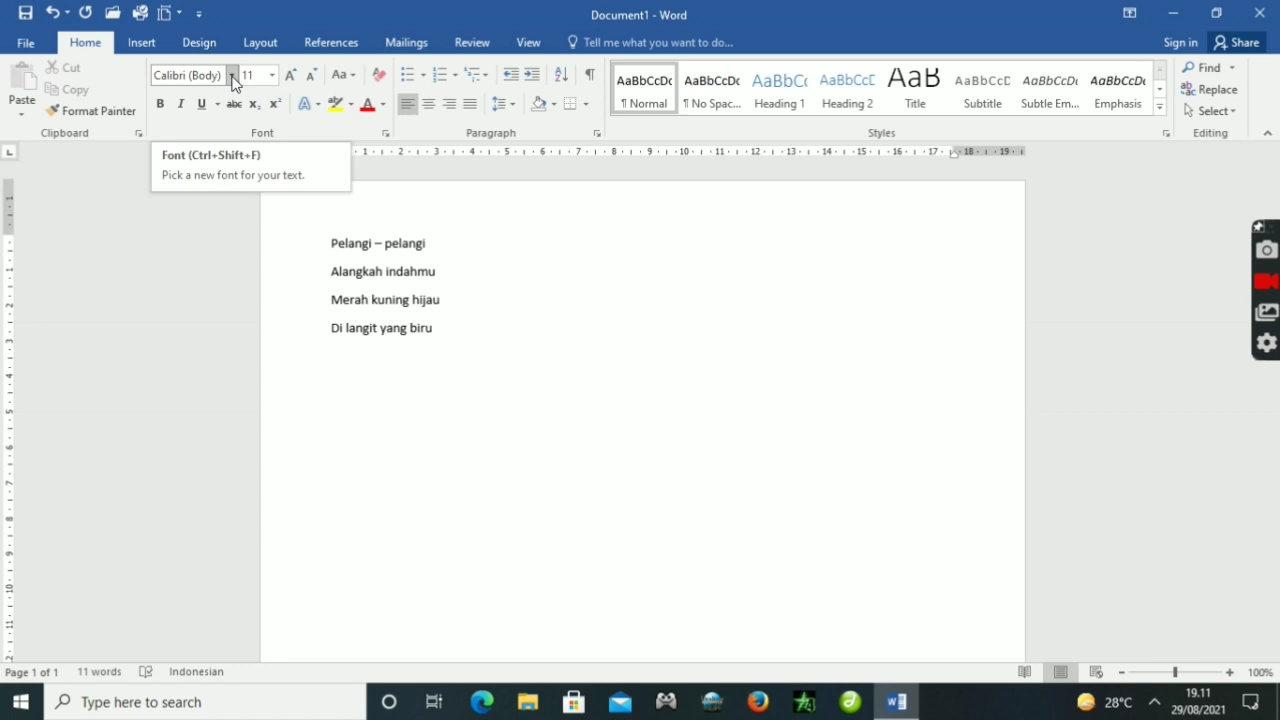 Document1 - Word
File Home Insert Design Layout References Mailings Review View Tell me what you want to do... Sign in Share
Paste
Cut
Copy
Format Painter
Clipboard
Calibri (Body) 11
Font
Paragraph
AaBbCcDc ¶ Normal
AaBbCcDc ¶ No Spac...
AaBbCc Heading 1
AaBbCcC Heading 2
AaB Title
AaBbCcC Subtitle
AaBbCcDc Subtle Em...
AaBbCcDc Emphasis
Styles
Find
Replace
Select
Editing
Font (Ctrl+Shift+F)
Pick a new font for your text.
Pelangi – pelangi
Alangkah indahmu
Merah kuning hijau
Di langit yang biru
Page 1 of 1 11 words Indonesian 100%
Type here to search 28°C 19.11
29/08/2021